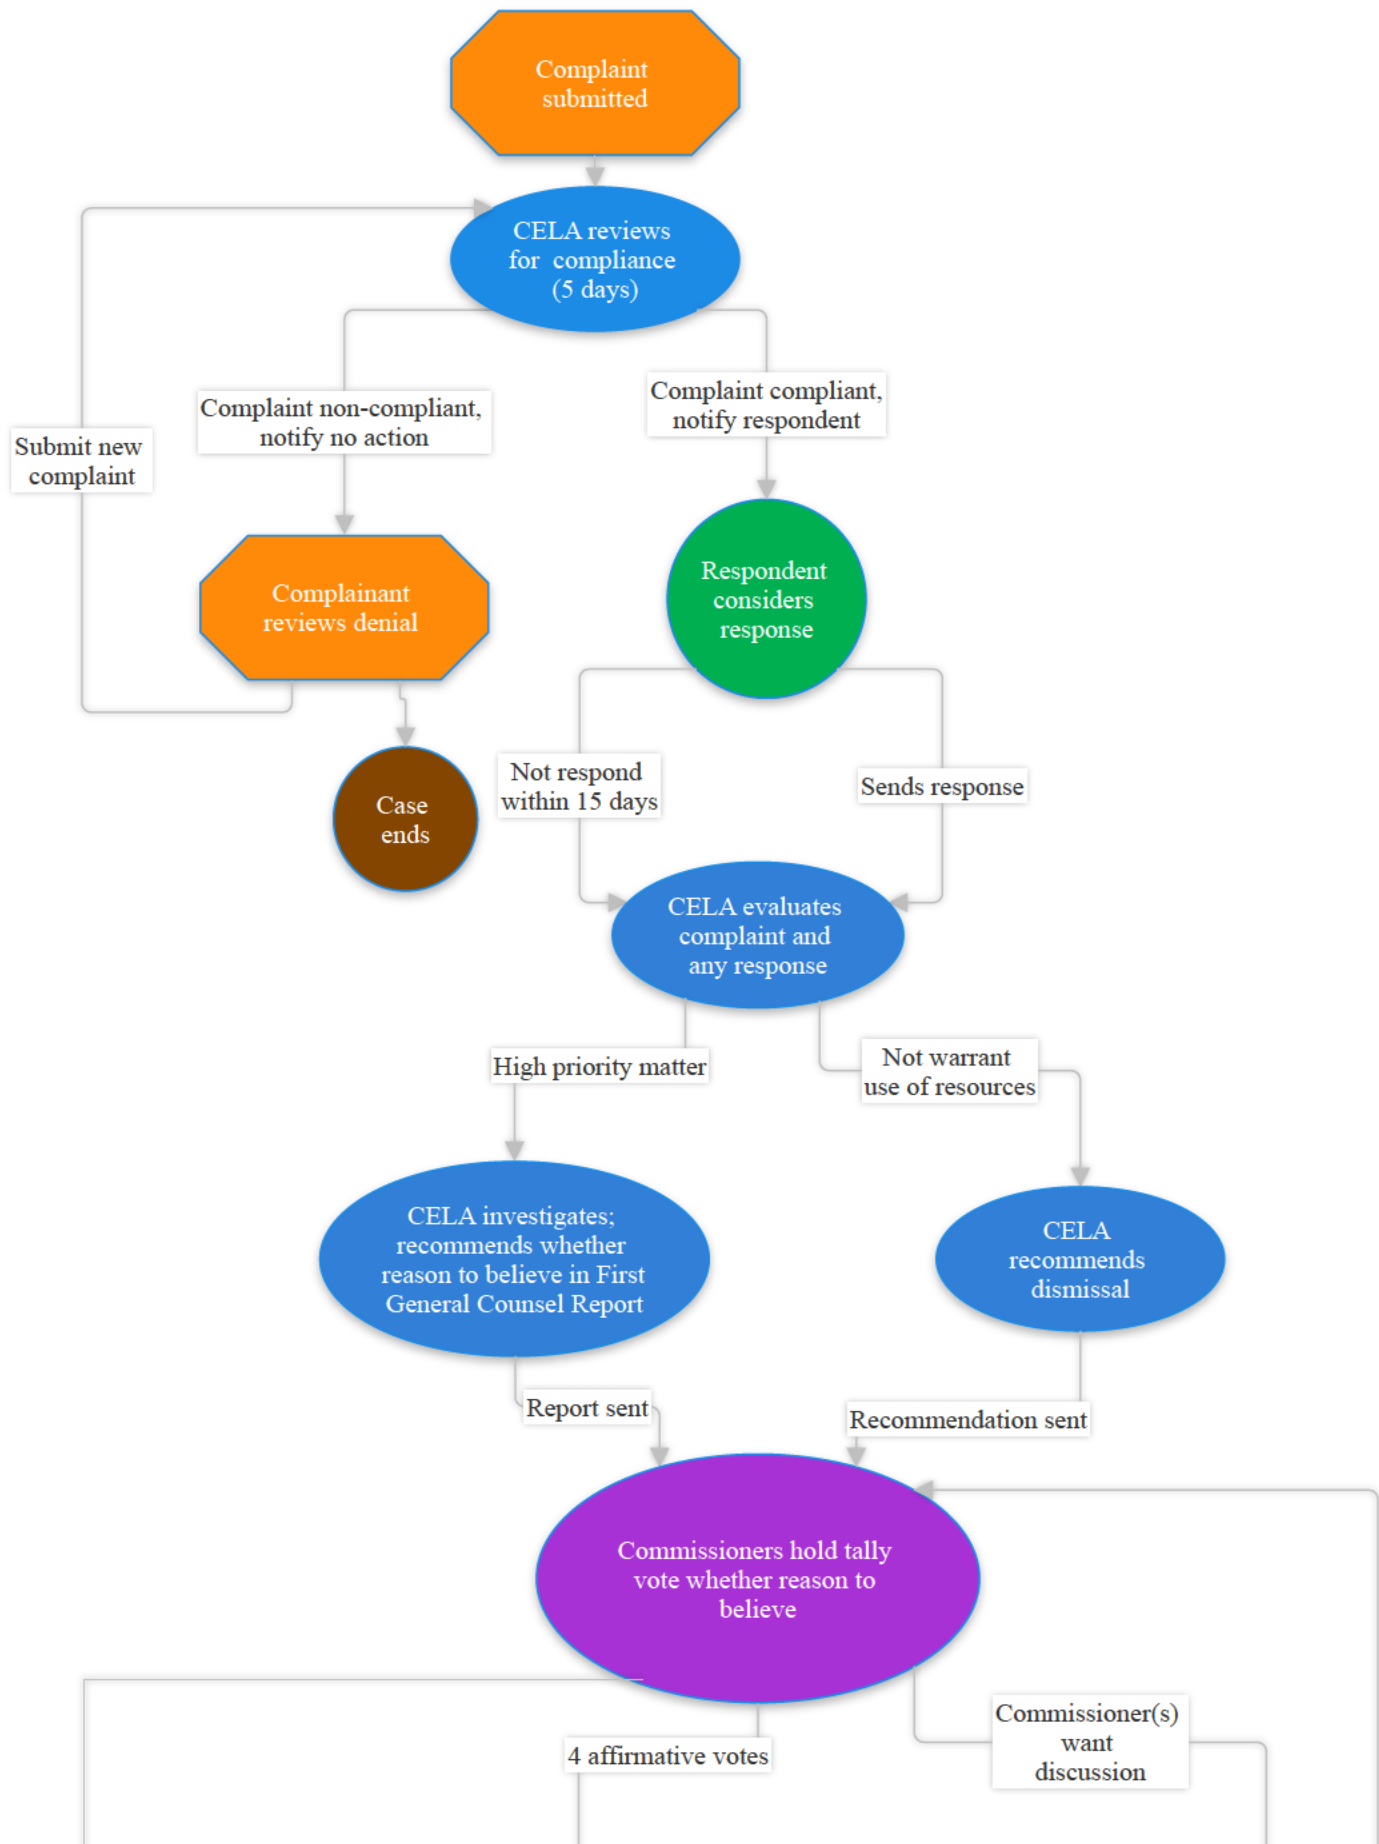 Complaint
submitted
CELA reviews
for compliance
(5 days)
Complaint non-compliant,
notify no action
Complaint compliant,
notify respondent
Submit new
complaint
Complainant
reviews denial
Respondent
considers
response
Case
ends
Not respond
within 15 days
Sends response
CELA evaluates
complaint and
any response
High priority matter
Not warrant
use of resources
CELA investigates;
recommends whether
reason to believe in First
General Counsel Report
CELA
recommends
dismissal
Report sent
Recommendation sent
Commissioners hold tally
vote whether reason to
believe
4 affirmative votes
Commissioner(s)
want
discussion